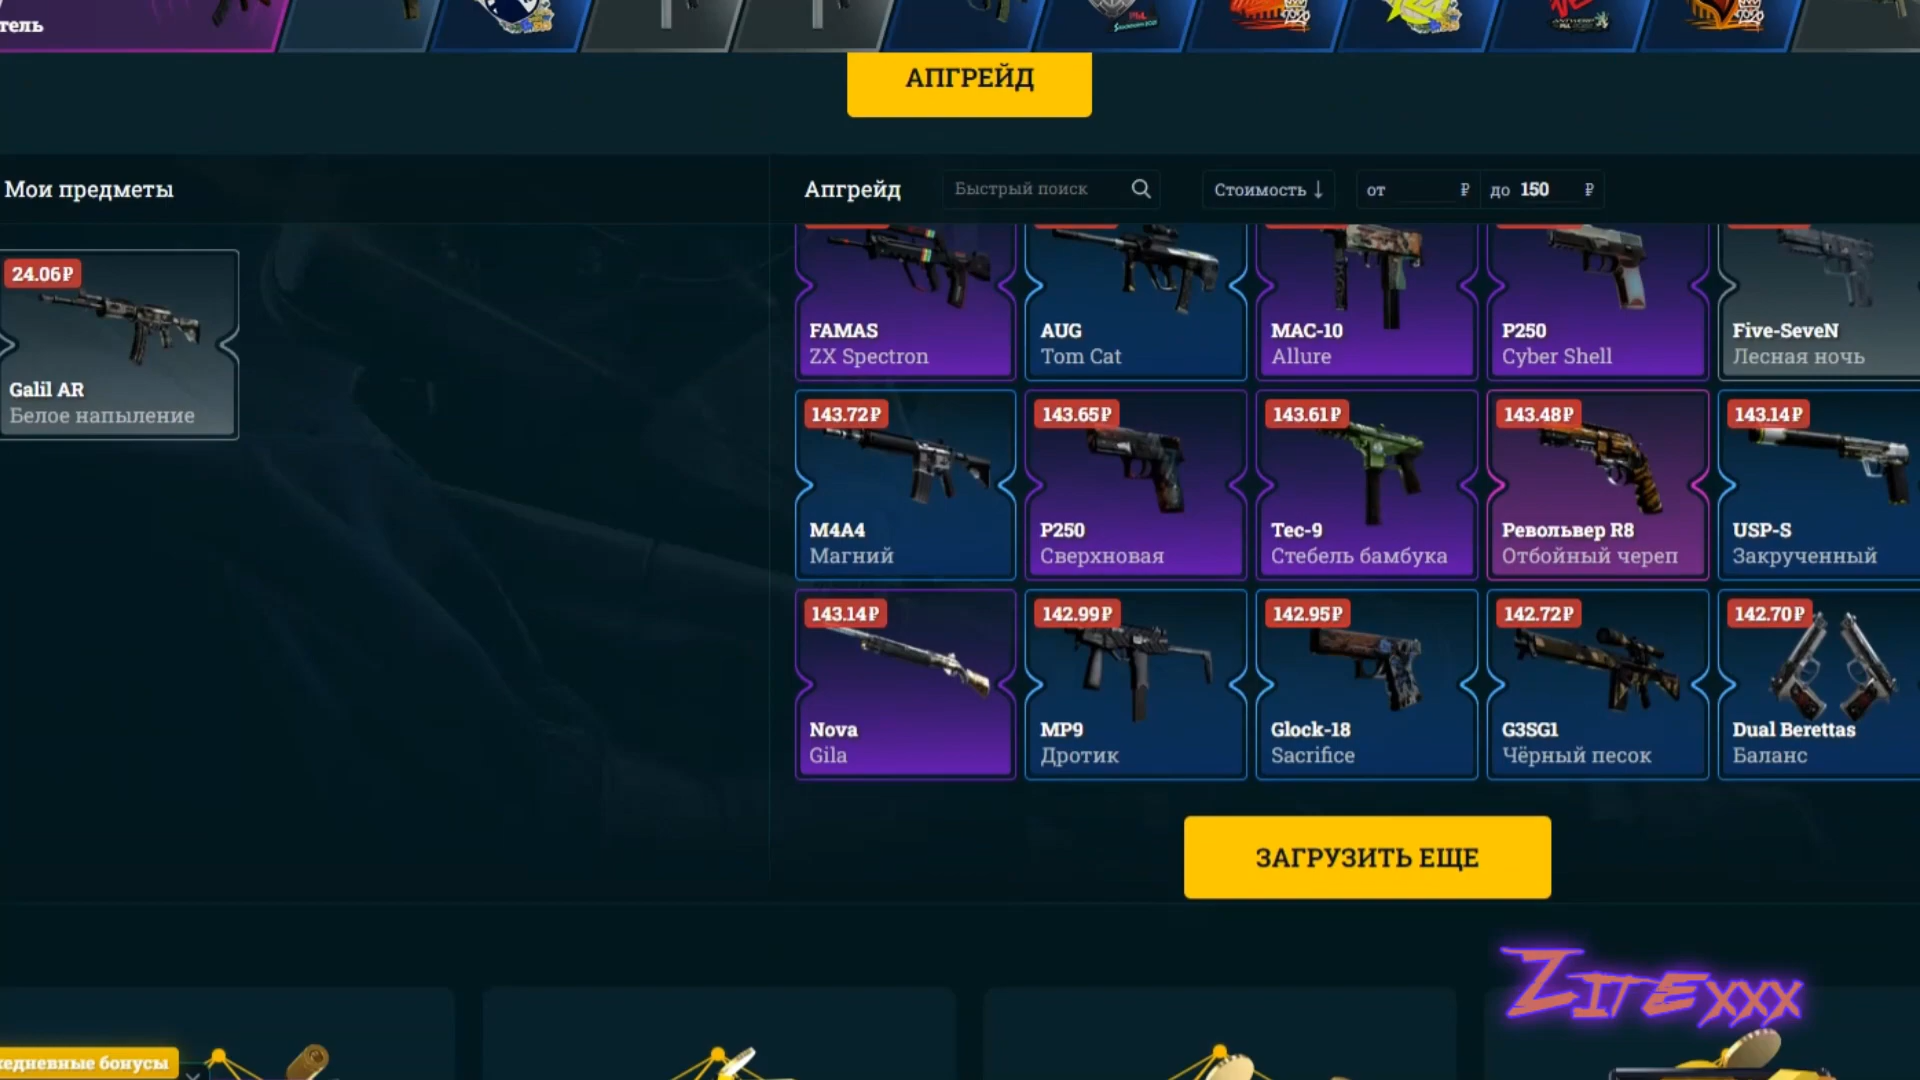 тель
АПГРЕЙД
Мои предметы
Апгрейд
Быстрый поиск
Стоимость ↓
от ₽
до 150 ₽
24.06₽
Galil AR
Белое напыление
FAMAS
ZX Spectron
AUG
Tom Cat
MAC-10
Allure
P250
Cyber Shell
Five-SeveN
Лесная ночь
143.72₽
M4A4
Магний
143.65₽
P250
Сверхновая
143.61₽
Tec-9
Стебель бамбука
143.48₽
Револьвер R8
Отбойный череп
143.14₽
USP-S
Закрученный
143.14₽
Nova
Gila
142.99₽
MP9
Дротик
142.95₽
Glock-18
Sacrifice
142.72₽
G3SG1
Чёрный песок
142.70₽
Dual Berettas
Баланс
ЗАГРУЗИТЬ ЕЩЕ
ZITEXXX
жедневные бонусы